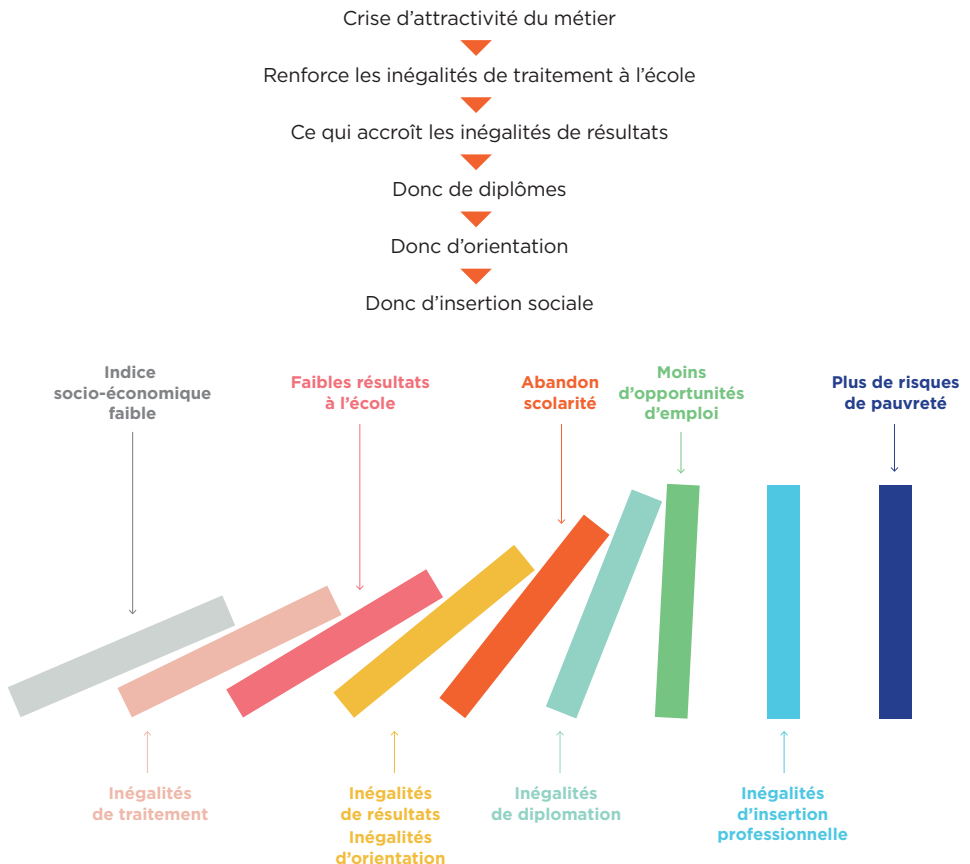 Crise d’attractivité du métier
Renforce les inégalités de traitement à l’école
Ce qui accroît les inégalités de résultats
Donc de diplômes
Donc d’orientation
Donc d’insertion sociale
Indice
socio-économique
faible
Faibles résultats
à l’école
Abandon
scolarité
Moins
d’opportunités
d’emploi
Plus de risques
de pauvreté
Inégalités
de traitement
Inégalités
de résultats
Inégalités
d’orientation
Inégalités
de diplomation
Inégalités
d’insertion
professionnelle